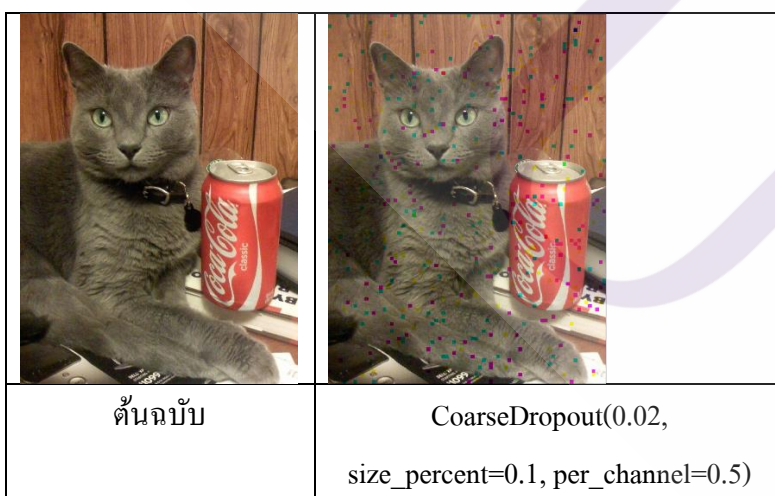 Coca-Cola
classic
Coca-Cola
classic
ต้นฉบับ
CoarseDropout(0.02,
size_percent=0.1, per_channel=0.5)